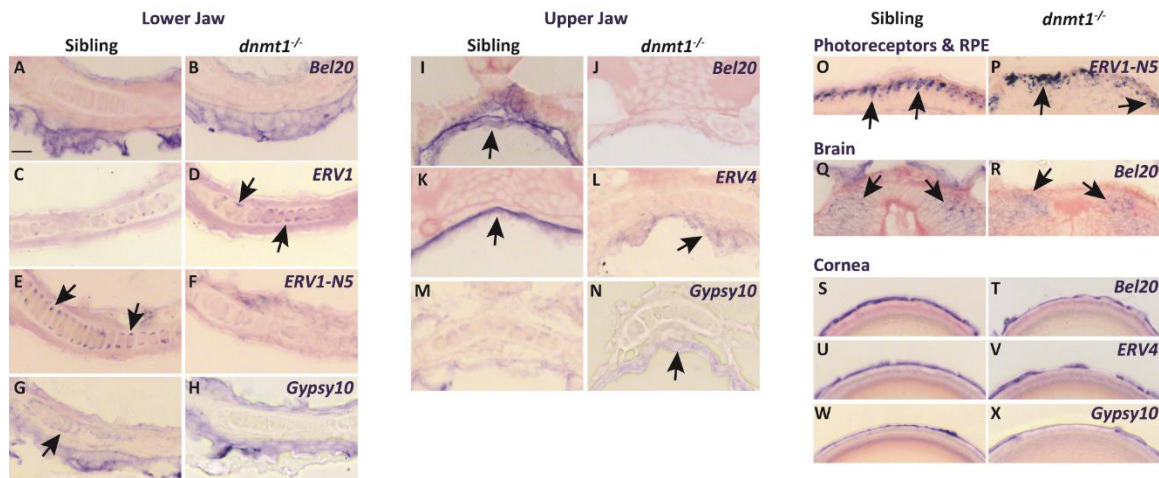 Lower Jaw
Sibling dnmt1-/-
A B Bel20
C D ERV1
E F ERV1-N5
G H Gypsy10
Upper Jaw
Sibling dnmt1-/-
I J Bel20
K L ERV4
M N Gypsy10
Sibling dnmt1-/-
Photoreceptors & RPE
O P ERV1-N5
Brain
Q R Bel20
Cornea
S T Bel20
U V ERV4
W X Gypsy10